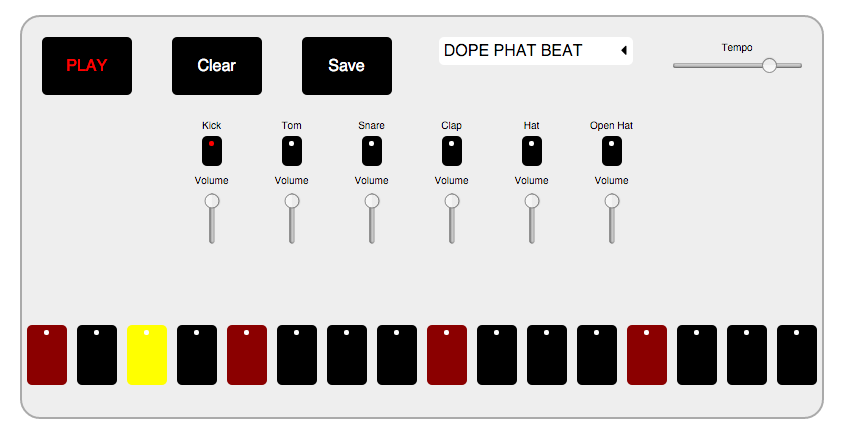 PLAY Clear Save DOPE PHAT BEAT Tempo
Kick Tom Snare Clap Hat Open Hat
Volume Volume Volume Volume Volume Volume